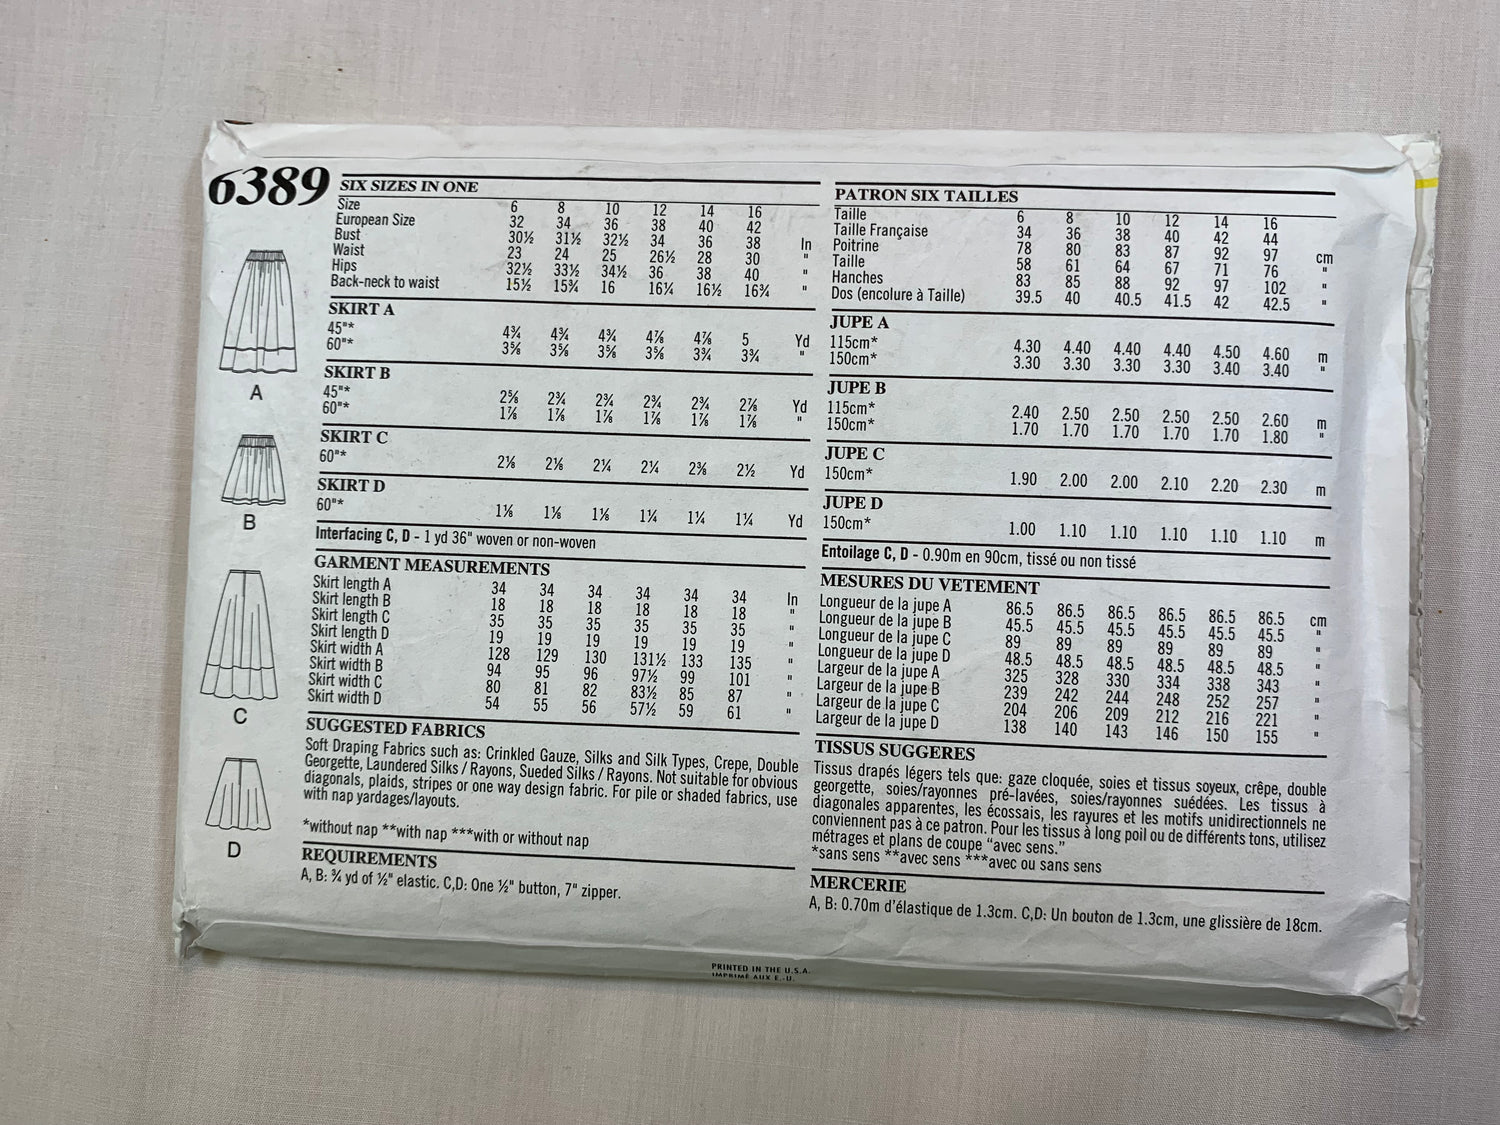 6389
SIX SIZES IN ONE
Size 6 8 10 12 14 16
European Size 32 34 36 38 40 42
Bust 30½ 31½ 32½ 34 36 38 In
Waist 23 24 25 26½ 28 30 "
Hips 32½ 33½ 34½ 36 38 40 "
Back-neck to waist 15½ 15¾ 16 16¼ 16½ 16¾ "
SKIRT A
45"* 4¾ 4¾ 4¾ 4⅞ 4⅞ 5 Yd
60"* 3⅝ 3⅝ 3⅝ 3⅝ 3¾ 3¾ "
SKIRT B
45"* 2⅝ 2¾ 2¾ 2¾ 2¾ 2⅞ Yd
60"* 1⅞ 1⅞ 1⅞ 1⅞ 1⅞ 1⅞ "
SKIRT C
60"* 2⅛ 2⅛ 2¼ 2¼ 2⅜ 2½ Yd
SKIRT D
60"* 1⅛ 1⅛ 1⅛ 1¼ 1¼ 1¼ Yd
Interfacing C, D - 1 yd 36" woven or non-woven
GARMENT MEASUREMENTS
Skirt length A 34 34 34 34 34 34 In
Skirt length B 18 18 18 18 18 18 "
Skirt length C 35 35 35 35 35 35 "
Skirt length D 19 19 19 19 19 19 "
Skirt width A 128 129 130 131½ 133 135 "
Skirt width B 94 95 96 97½ 99 101 "
Skirt width C 80 81 82 83½ 85 87 "
Skirt width D 54 55 56 57½ 59 61 "
SUGGESTED FABRICS
Soft Draping Fabrics such as: Crinkled Gauze, Silks and Silk Types, Crepe, Double
Georgette, Laundered Silks / Rayons, Sueded Silks / Rayons. Not suitable for obvious
diagonals, plaids, stripes or one way design fabric. For pile or shaded fabrics, use
with nap yardages/layouts.
*without nap **with nap ***with or without nap
REQUIREMENTS
A, B: ¾ yd of ½" elastic. C,D: One ½" button, 7" zipper.
A
B
C
D
PATRON SIX TAILLES
Taille 6 8 10 12 14 16
Taille Française 34 36 38 40 42 44
Poitrine 78 80 83 87 92 97 cm
Taille 58 61 64 67 71 76 "
Hanches 83 85 88 92 97 102 "
Dos (encolure à Taille) 39.5 40 40.5 41.5 42 42.5 "
JUPE A
115cm* 4.30 4.40 4.40 4.40 4.50 4.60 m
150cm* 3.30 3.30 3.30 3.30 3.40 3.40 "
JUPE B
115cm* 2.40 2.50 2.50 2.50 2.50 2.60 m
150cm* 1.70 1.70 1.70 1.70 1.70 1.80 "
JUPE C
150cm* 1.90 2.00 2.00 2.10 2.20 2.30 m
JUPE D
150cm* 1.00 1.10 1.10 1.10 1.10 1.10 m
Entoilage C, D - 0.90m en 90cm, tissé ou non tissé
MESURES DU VETEMENT
Longueur de la jupe A 86.5 86.5 86.5 86.5 86.5 86.5 cm
Longueur de la jupe B 45.5 45.5 45.5 45.5 45.5 45.5 "
Longueur de la jupe C 89 89 89 89 89 89 "
Longueur de la jupe D 48.5 48.5 48.5 48.5 48.5 48.5 "
Largeur de la jupe A 325 328 330 334 338 343 "
Largeur de la jupe B 239 242 244 248 252 257 "
Largeur de la jupe C 204 206 209 212 216 221 "
Largeur de la jupe D 138 140 143 146 150 155 "
TISSUS SUGGERES
Tissus drapés légers tels que: gaze cloquée, soies et tissus soyeux, crêpe, double
georgette, soies/rayonnes pré-lavées, soies/rayonnes suédées. Les tissus à
diagonales apparentes, les écossais, les rayures et les motifs unidirectionnels ne
conviennent pas à ce patron. Pour les tissus à long poil ou de différents tons, utilisez
métrages et plans de coupe "avec sens."
*sans sens **avec sens ***avec ou sans sens
MERCERIE
A, B: 0.70m d'élastique de 1.3cm. C,D: Un bouton de 1.3cm, une glissière de 18cm.
PRINTED IN THE U.S.A.
IMPRIMÉ AUX E.-U.